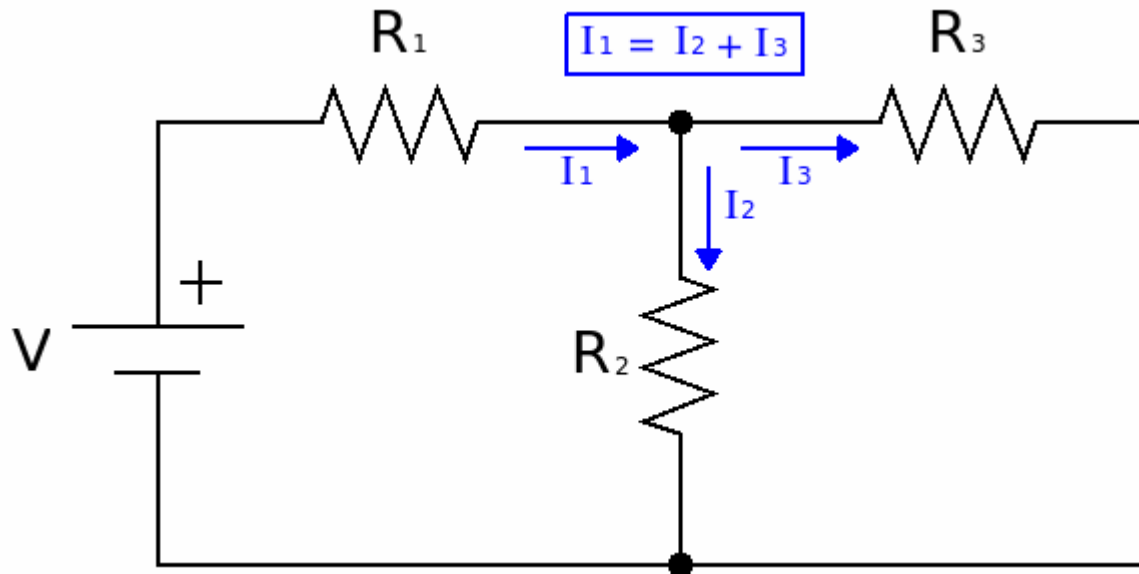 R₁
I₁ = I₂ + I₃
R₃
I₁
I₃
I₂
+
V
R₂